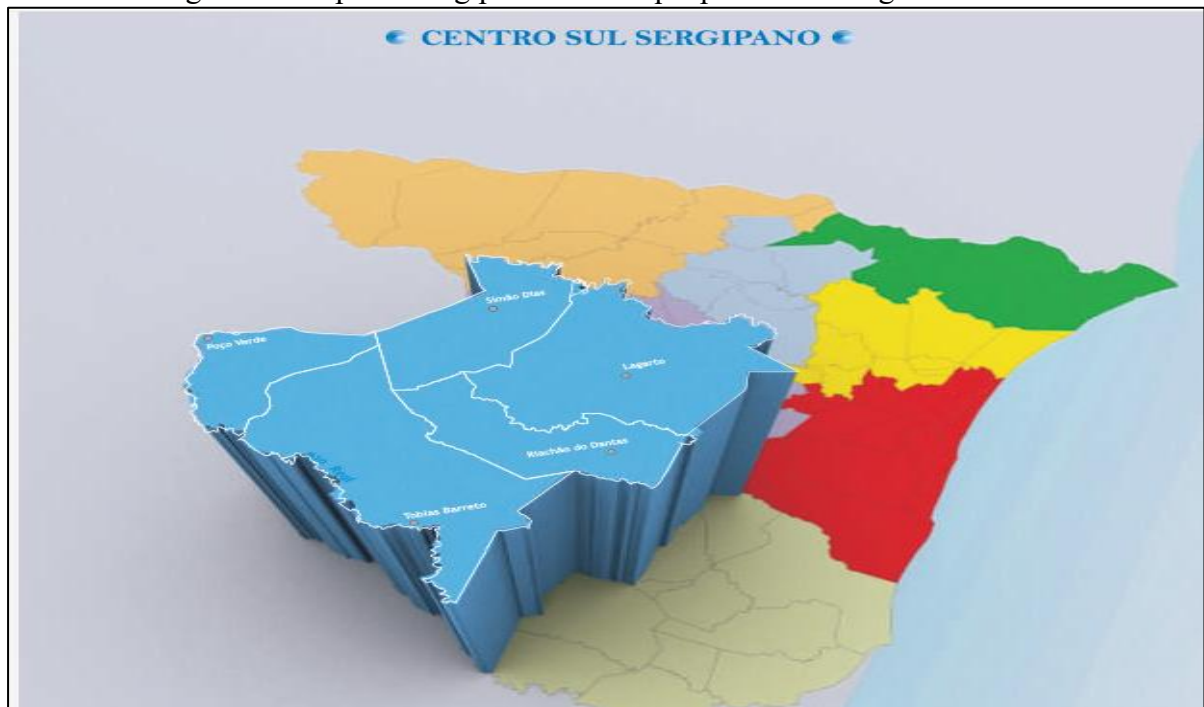 CENTRO SUL SERGIPANO
Simão Dias
Poço Verde
Lagarto
Riachão do Dantas
Tobias Barreto